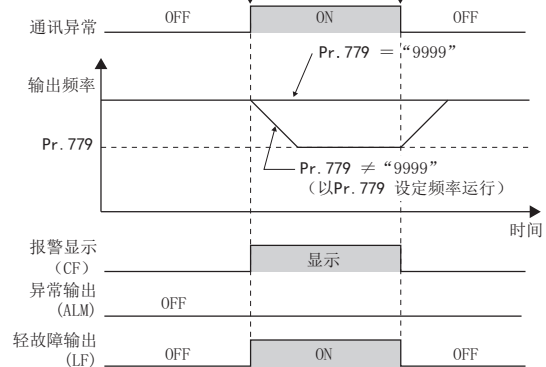 通讯异常 OFF ON OFF
Pr.779 ＝“9999”
输出频率
Pr.779
Pr.779 ≠“9999”
（以Pr.779 设定频率运行）
时间
报警显示
（CF） 显示
异常输出
(ALM) OFF
轻故障输出
(LF) OFF ON OFF